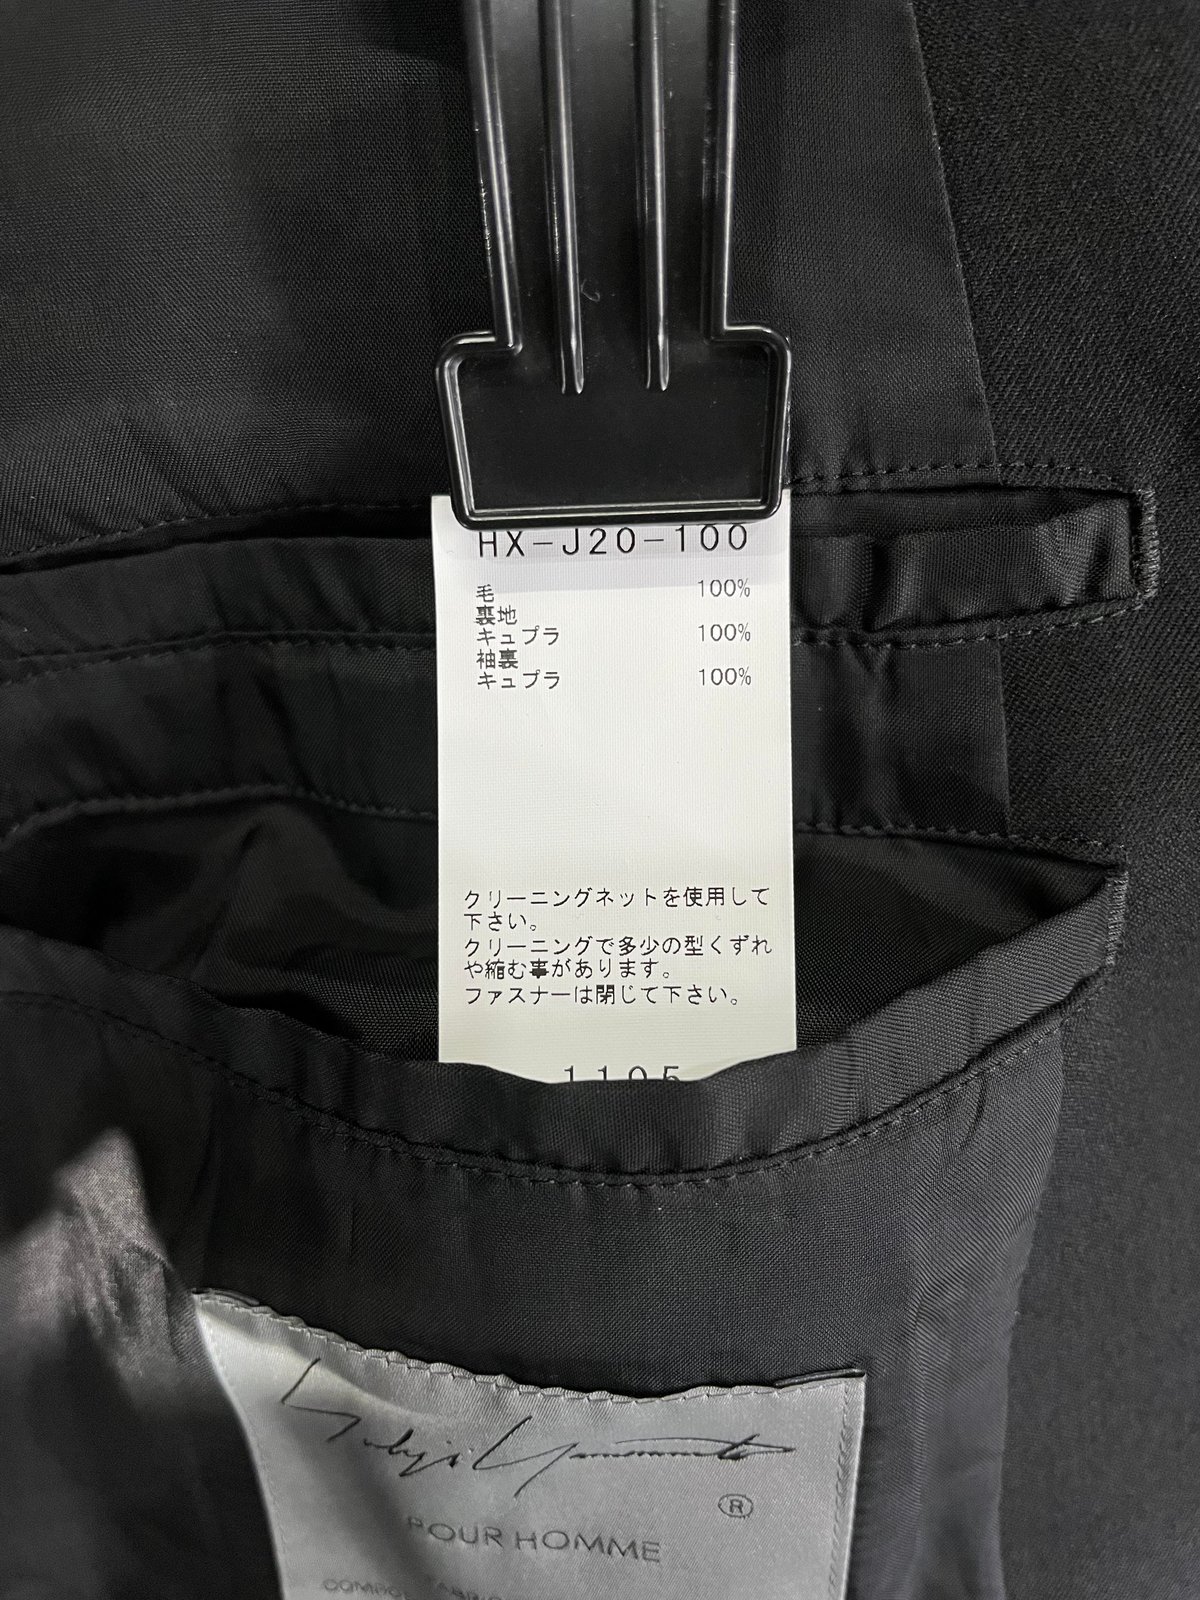 HX-J20-100
毛 100%
裏地
キュプラ 100%
袖裏
キュプラ 100%
クリーニングネットを使用して
下さい。
クリーニングで多少の型くずれ
や縮む事があります。
ファスナーは閉じて下さい。
1105
Yohji Yamamoto
®
POUR HOMME